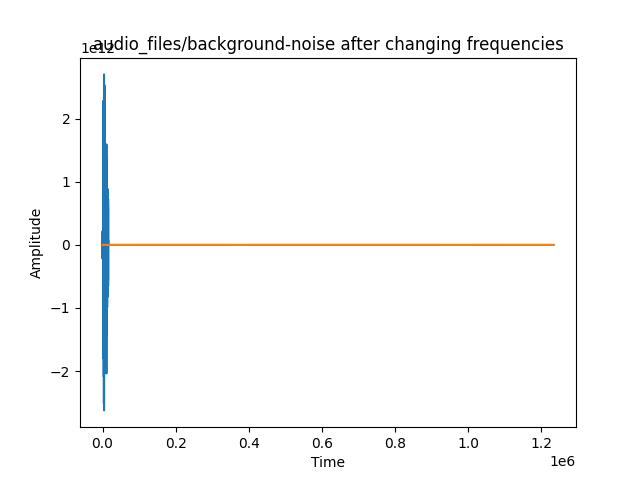 audio_files/background-noise after changing frequencies
1e12
2
1
0
−1
−2
Amplitude
0.0 0.2 0.4 0.6 0.8 1.0 1.2
1e6
Time